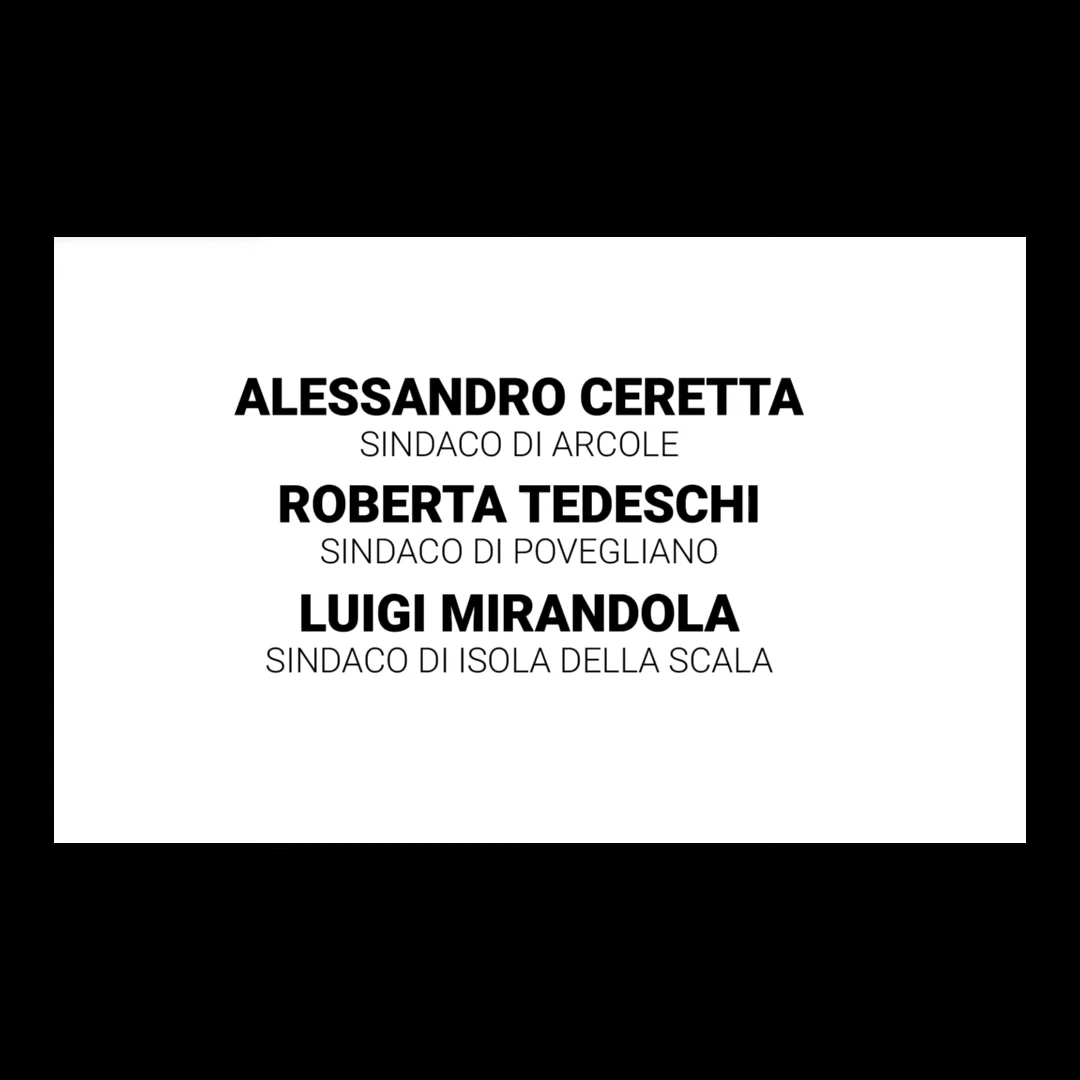 ALESSANDRO CERETTA
SINDACO DI ARCOLE
ROBERTA TEDESCHI
SINDACO DI POVEGLIANO
LUIGI MIRANDOLA
SINDACO DI ISOLA DELLA SCALA